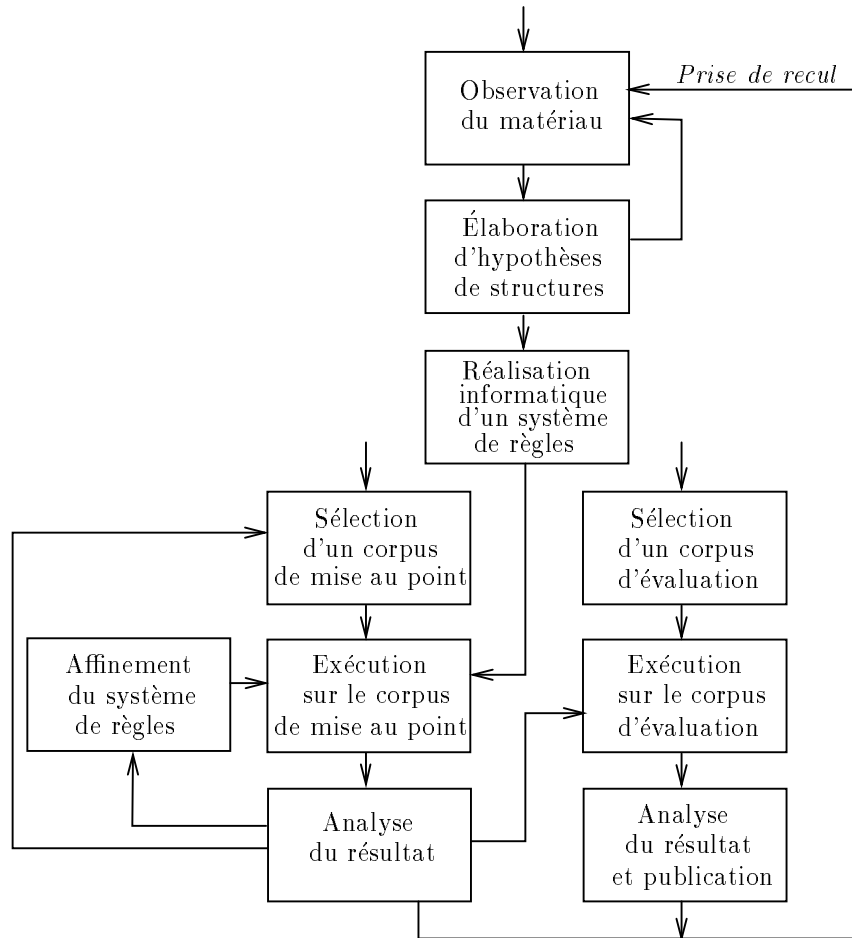 Prise de recul
Observation
du matériau
Élaboration
d'hypothèses
de structures
Réalisation
informatique
d'un système
de règles
Sélection
d'un corpus
de mise au point
Sélection
d'un corpus
d'évaluation
Affinement
du système
de règles
Exécution
sur le corpus
de mise au point
Exécution
sur le corpus
d'évaluation
Analyse
du résultat
Analyse
du résultat
et publication